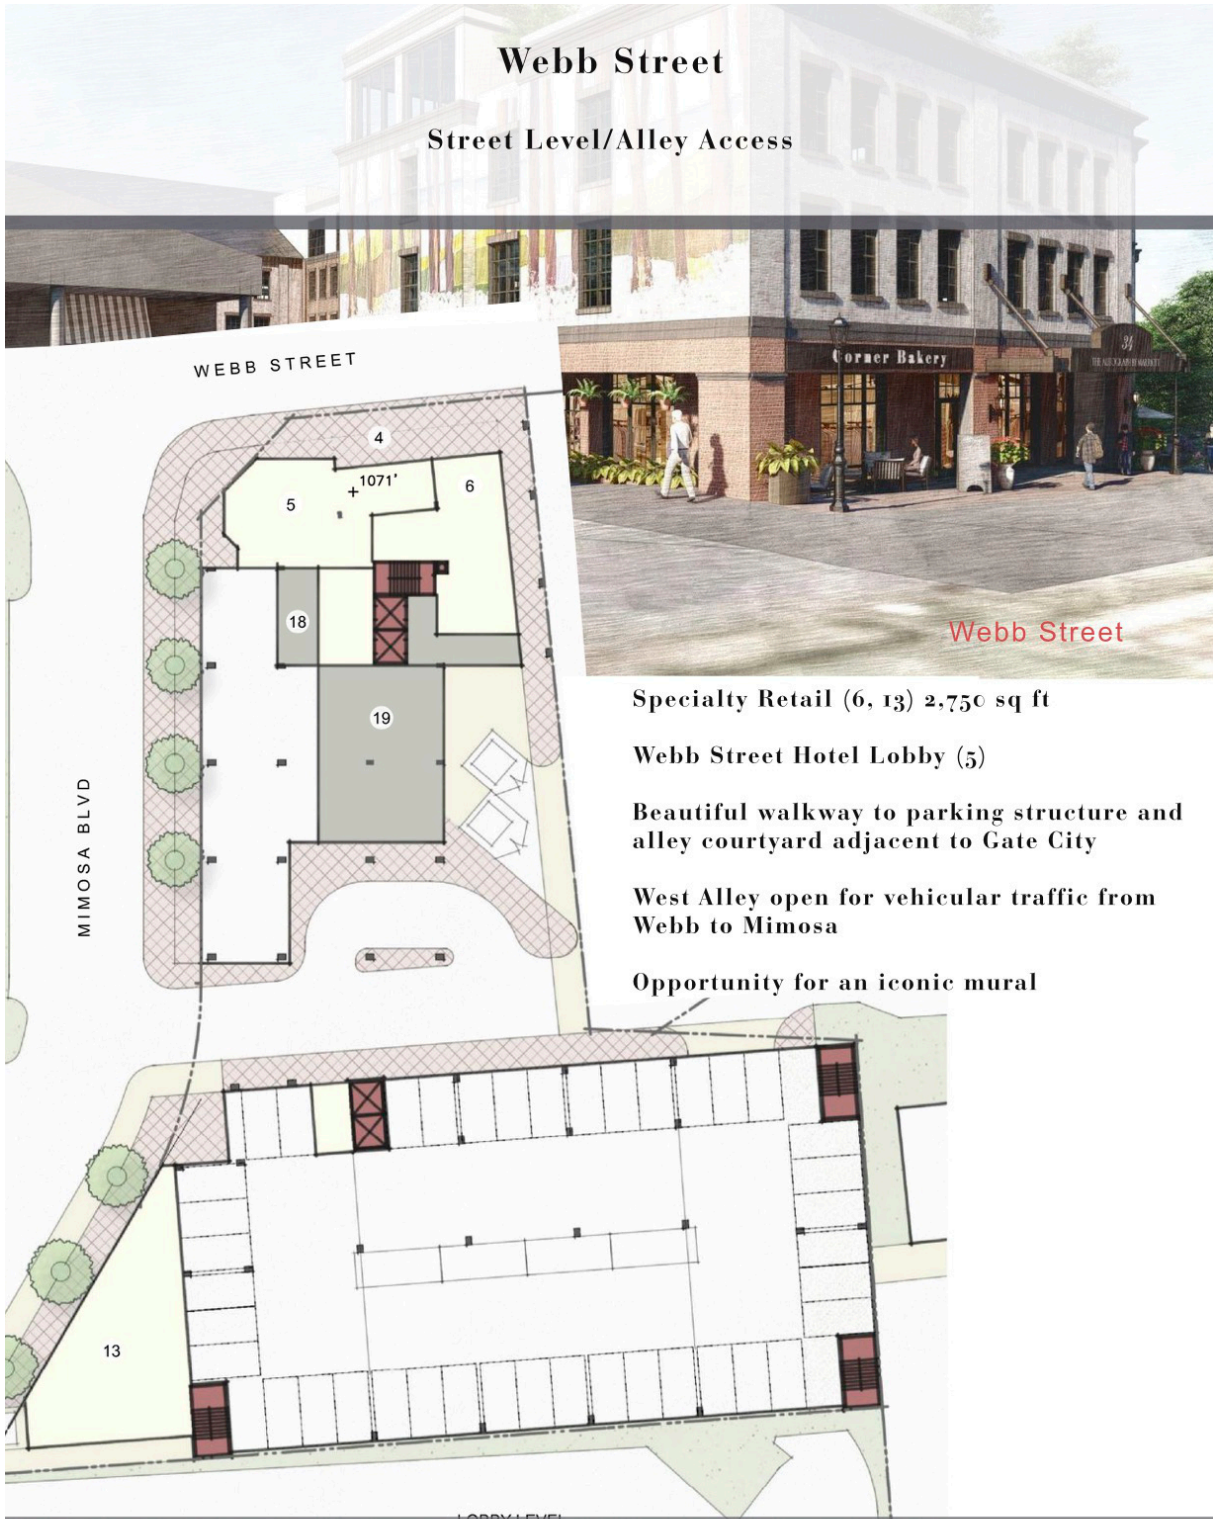 Webb Street
Street Level/Alley Access
Corner Bakery
34
WEBB STREET
4
1071'
5
6
18
19
MIMOSA BLVD
13
Webb Street
Specialty Retail (6, 13) 2,750 sq ft
Webb Street Hotel Lobby (5)
Beautiful walkway to parking structure and
alley courtyard adjacent to Gate City
West Alley open for vehicular traffic from
Webb to Mimosa
Opportunity for an iconic mural
LOBBY LEVEL